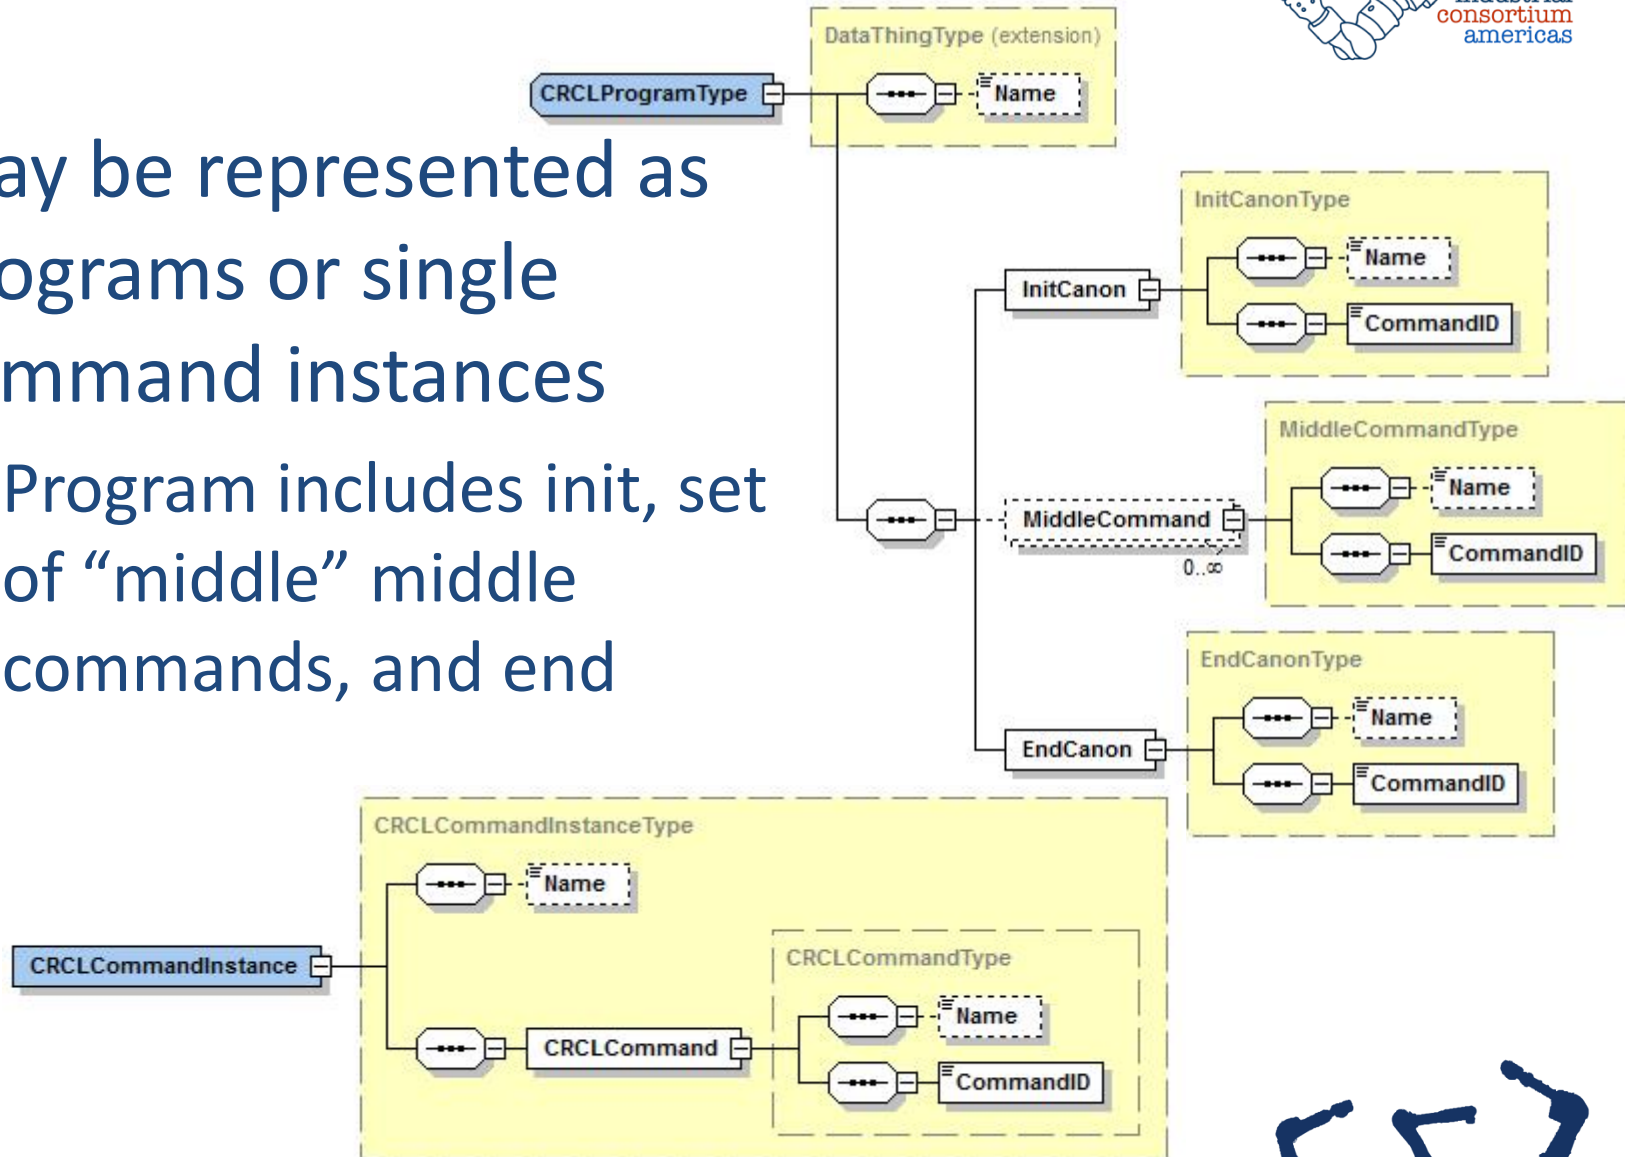 industrial
consortium
americas
ay be represented as
ograms or single
mmand instances
Program includes init, set
of “middle” middle
commands, and end
DataThingType (extension)
CRCLProgramType
Name
InitCanonType
InitCanon
Name
CommandID
MiddleCommandType
MiddleCommand
0..∞
Name
CommandID
EndCanonType
EndCanon
Name
CommandID
CRCLCommandInstanceType
CRCLCommandInstance
Name
CRCLCommand
CRCLCommandType
Name
CommandID